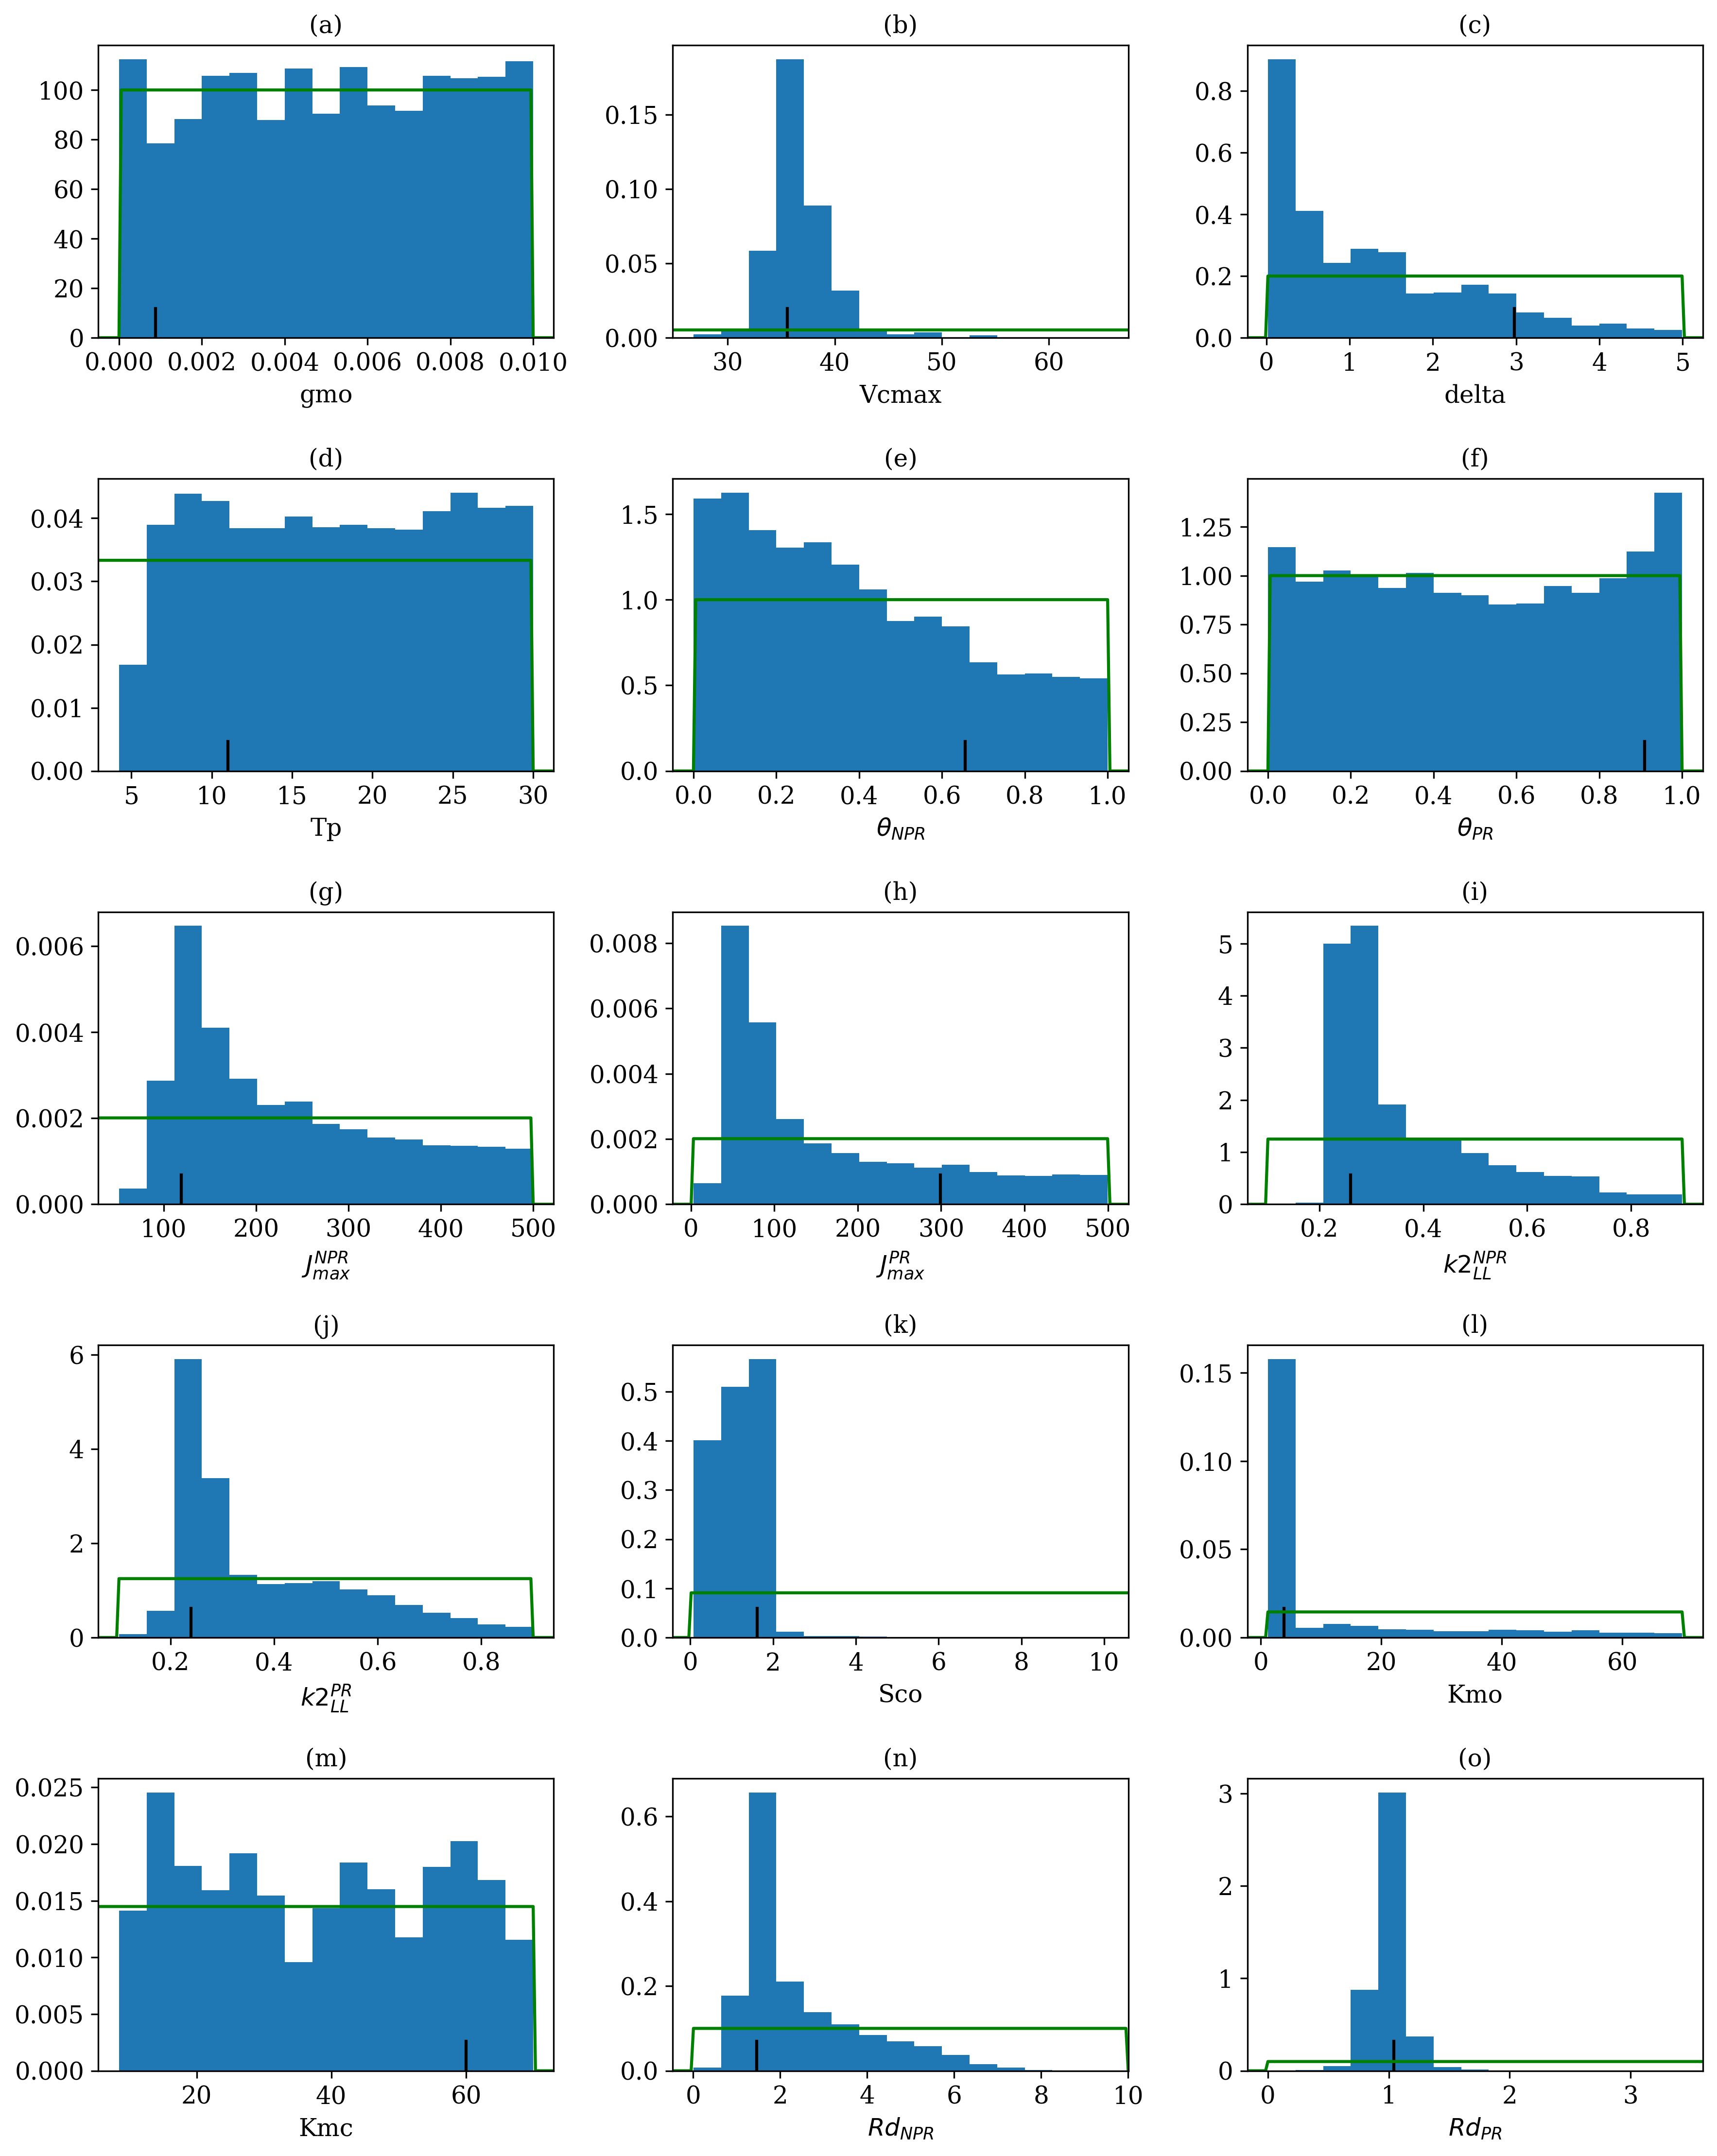 (a) (b) (c)
100 80 60 40 20 0
0.000 0.002 0.004 0.006 0.008 0.010
gmo
0.15 0.10 0.05 0.00
30 40 50 60
Vcmax
0.8 0.6 0.4 0.2 0.0
0 1 2 3 4 5
delta
(d) (e) (f)
0.04 0.03 0.02 0.01 0.00
5 10 15 20 25 30
Tp
1.5 1.0 0.5 0.0
0.0 0.2 0.4 0.6 0.8 1.0
θNPR
1.25 1.00 0.75 0.50 0.25 0.00
0.0 0.2 0.4 0.6 0.8 1.0
θPR
(g) (h) (i)
0.006 0.004 0.002 0.000
100 200 300 400 500
J NPR max
0.008 0.006 0.004 0.002 0.000
0 100 200 300 400 500
J PR max
5 4 3 2 1 0
0.2 0.4 0.6 0.8
k2 NPR LL
(j) (k) (l)
6 4 2 0
0.2 0.4 0.6 0.8
k2 PR LL
0.5 0.4 0.3 0.2 0.1 0.0
0 2 4 6 8 10
Sco
0.15 0.10 0.05 0.00
0 20 40 60
Kmo
(m) (n) (o)
0.025 0.020 0.015 0.010 0.005 0.000
20 40 60
Kmc
0.6 0.4 0.2 0.0
0 2 4 6 8 10
RdNPR
3 2 1 0
0 1 2 3
RdPR